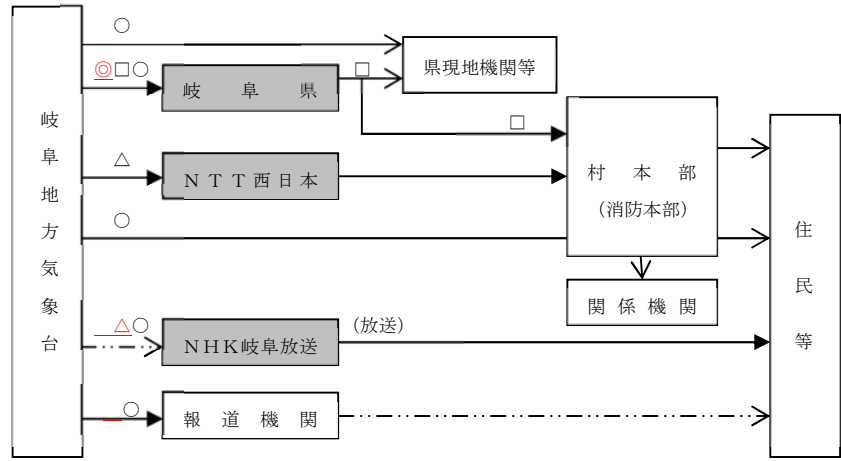 岐阜地方気象台
○
◎□○
岐阜県
□
県現地機関等
□
△
NTT西日本
村本部
（消防本部）
○
関係機関
△○
NHK岐阜放送
(放送)
○
報道機関
住民等